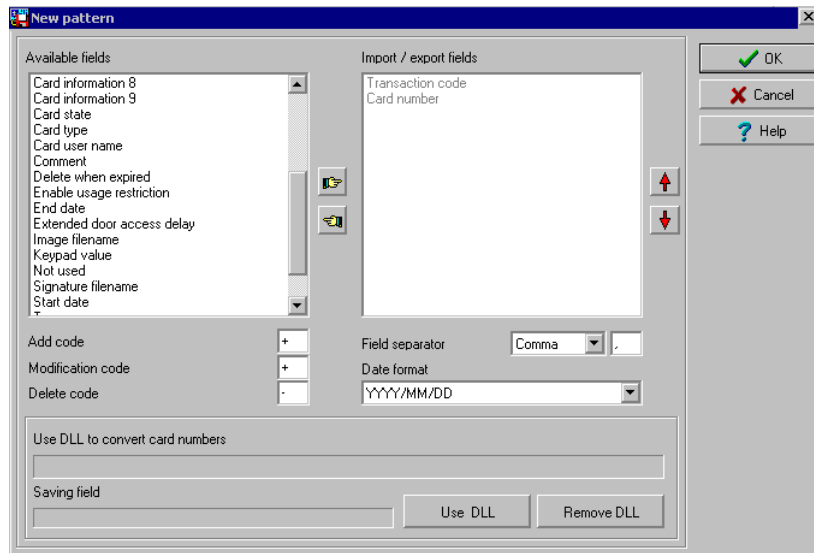 New pattern
Available fields
Card information 8
Card information 9
Card state
Card type
Card user name
Comment
Delete when expired
Enable usage restriction
End date
Extended door access delay
Image filename
Keypad value
Not used
Signature filename
Start date
Import / export fields
Transaction code
Card number
OK
Cancel
Help
Add code +
Modification code +
Delete code -
Field separator Comma ,
Date format
YYYY/MM/DD
Use DLL to convert card numbers
Saving field
Use DLL
Remove DLL